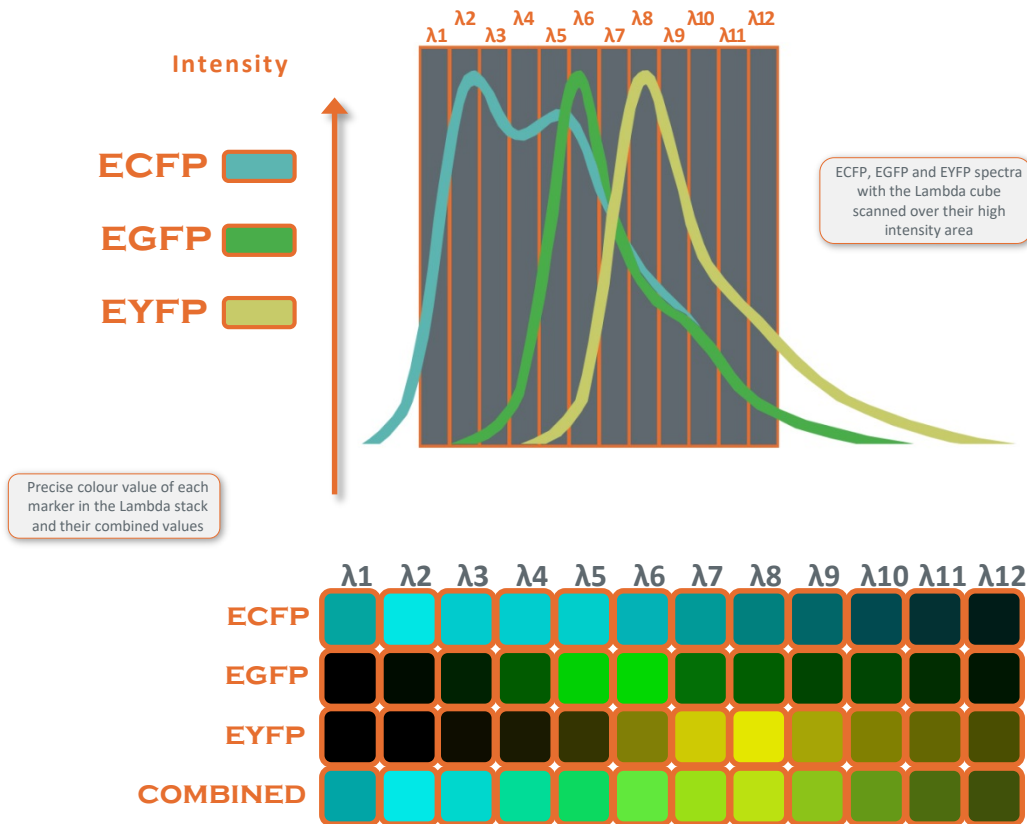 λ2 λ4 λ6 λ8 λ10 λ12
λ1 λ3 λ5 λ7 λ9 λ11
Intensity
ECFP
EGFP
EYFP
ECFP, EGFP and EYFP spectra
with the Lambda cube
scanned over their high
intensity area
Precise colour value of each
marker in the Lambda stack
and their combined values
λ1 λ2 λ3 λ4 λ5 λ6 λ7 λ8 λ9 λ10 λ11 λ12
ECFP
EGFP
EYFP
COMBINED